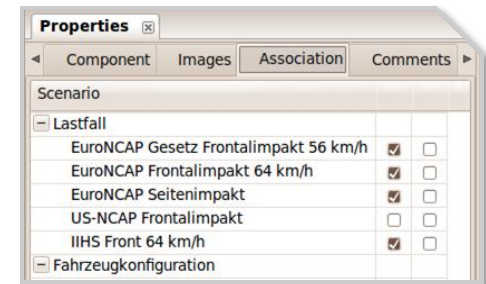 Properties
Component Images Association Comments
Scenario
Lastfall
EuroNCAP Gesetz Frontalimpakt 56 km/h
EuroNCAP Frontalimpakt 64 km/h
EuroNCAP Seitenimpakt
US-NCAP Frontalimpakt
IIHS Front 64 km/h
Fahrzeugkonfiguration